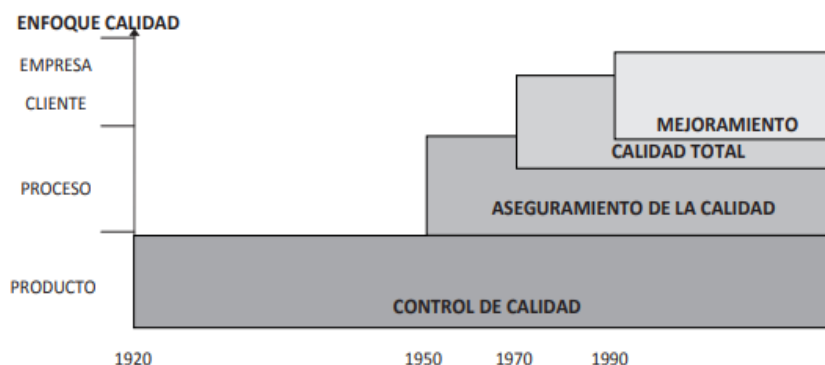 ENFOQUE CALIDAD
EMPRESA
CLIENTE
MEJORAMIENTO
CALIDAD TOTAL
PROCESO
ASEGURAMIENTO DE LA CALIDAD
PRODUCTO
CONTROL DE CALIDAD
1920 1950 1970 1990